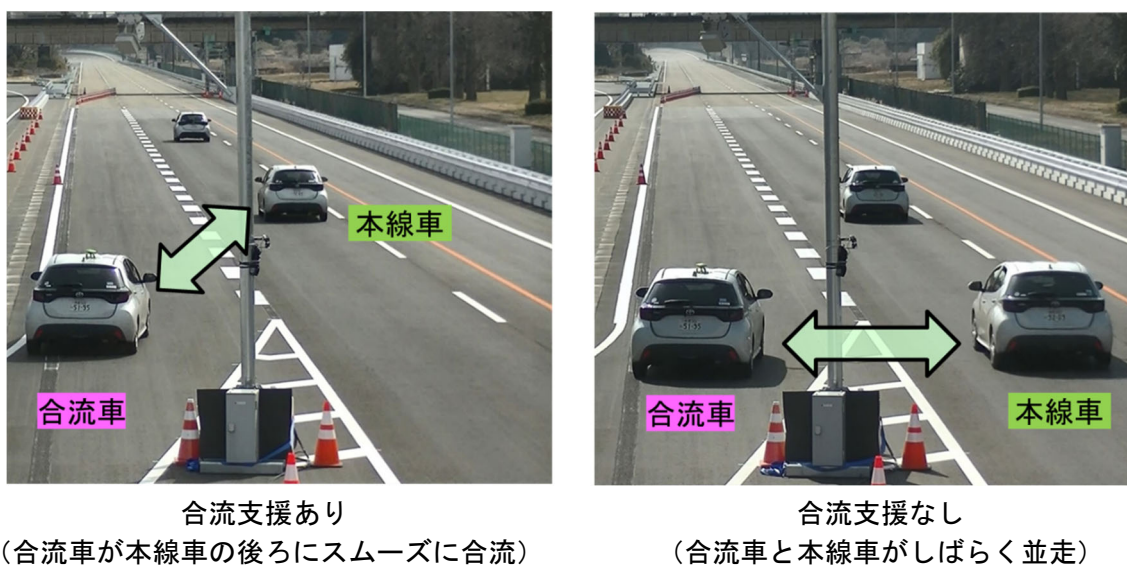 本線車
合流車
合流支援あり
(合流車が本線車の後ろにスムーズに合流)
合流車
本線車
合流支援なし
(合流車と本線車がしばらく並走)